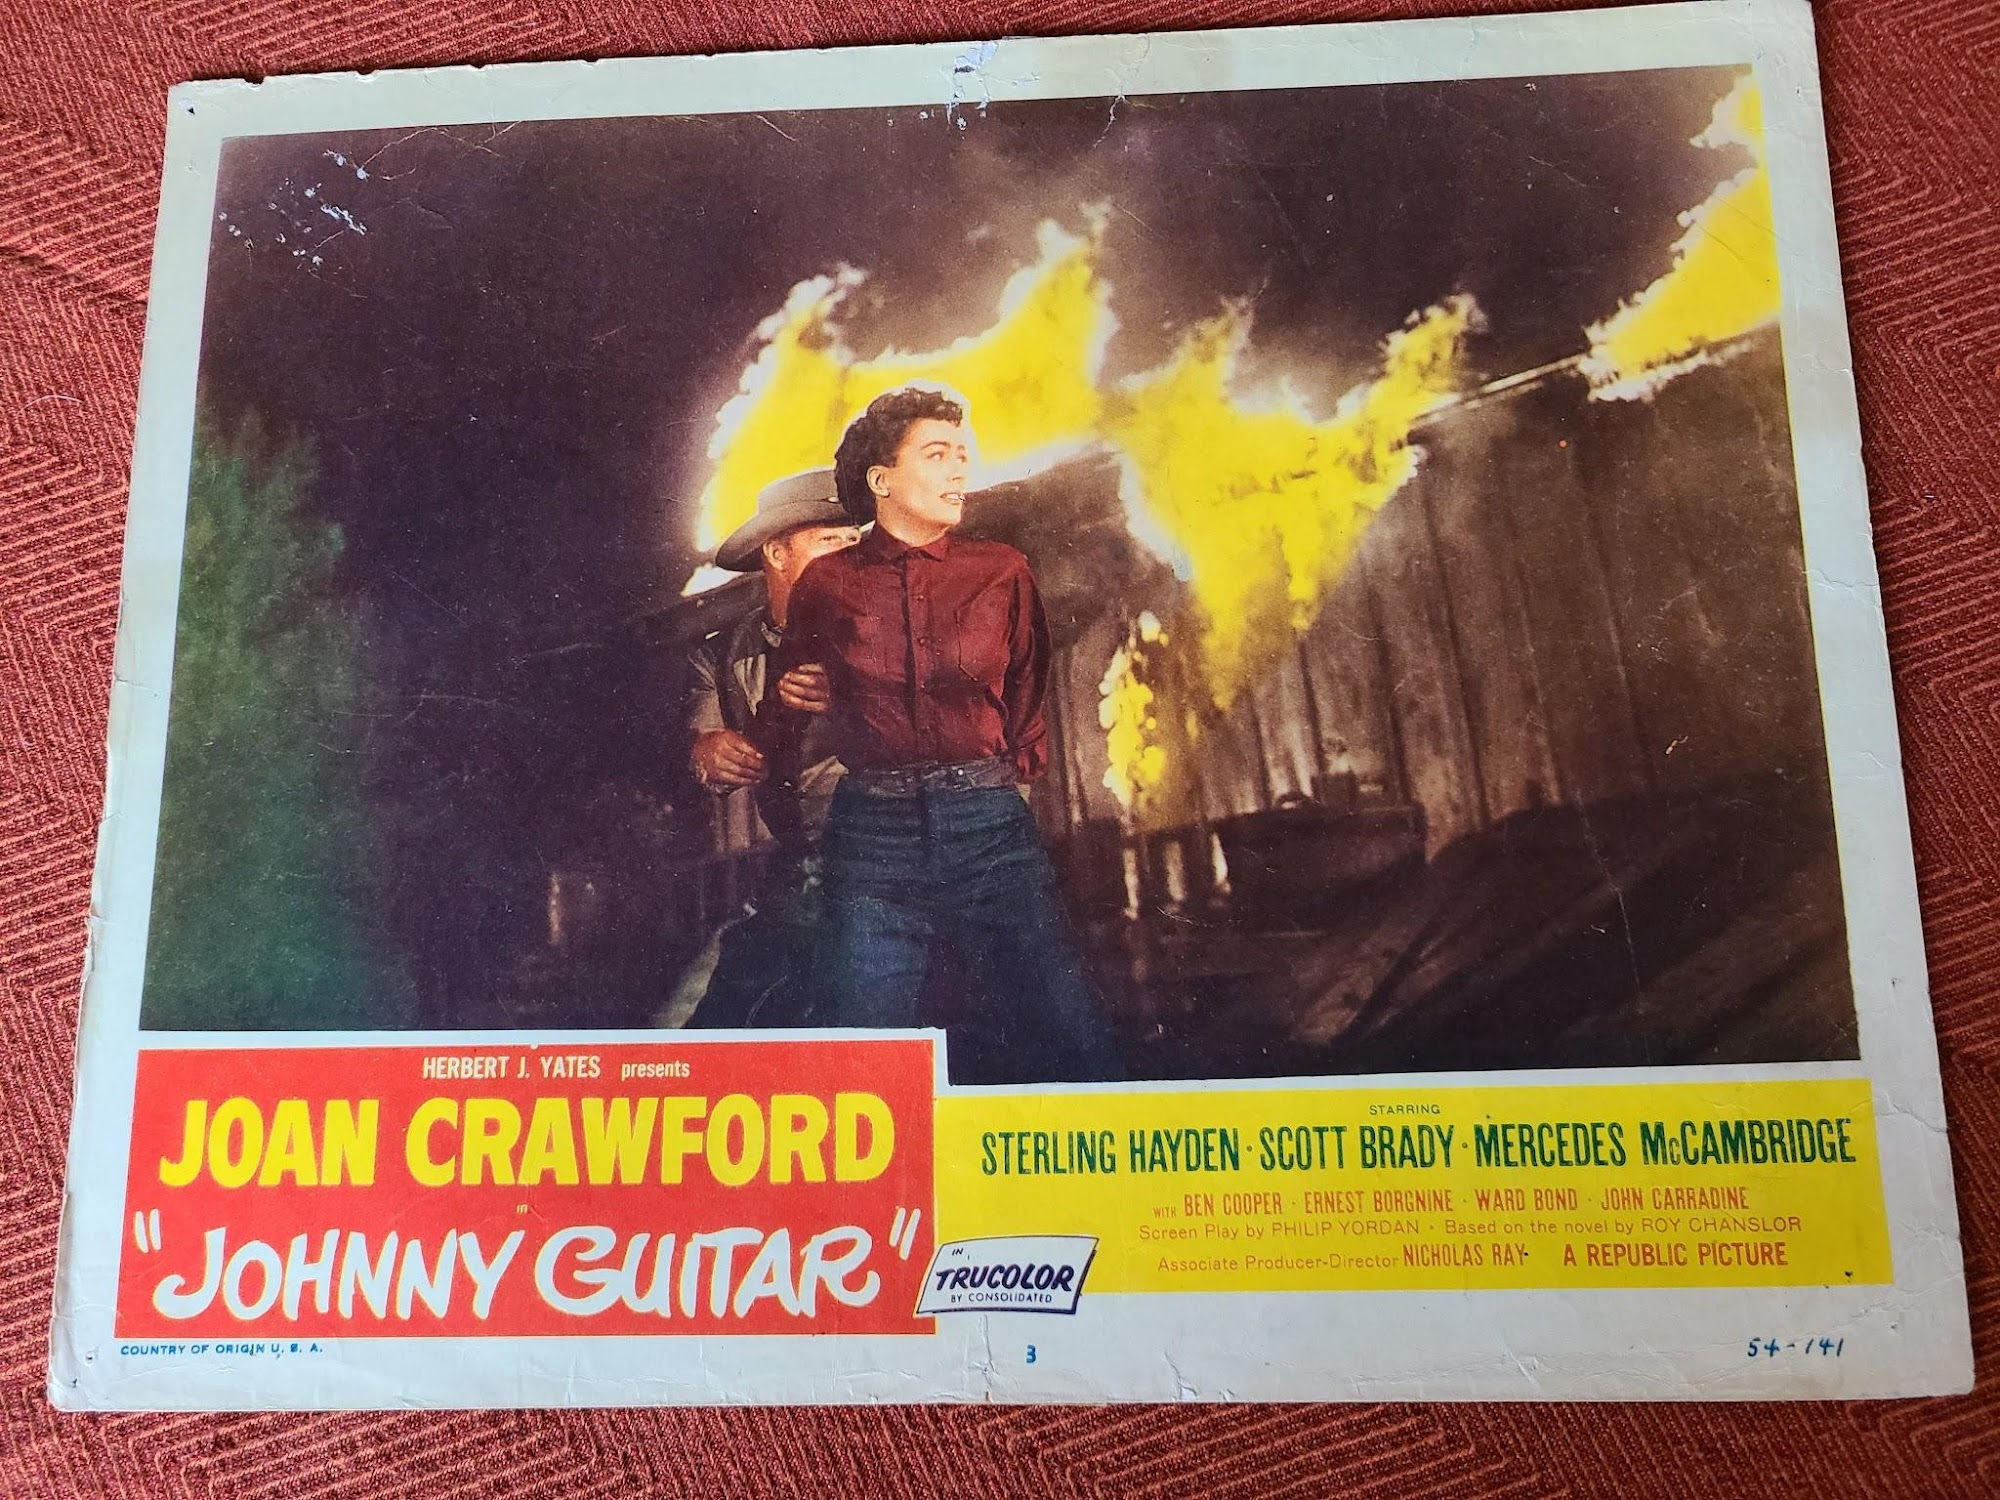 HERBERT J. YATES presents
JOAN CRAWFORD
in
"JOHNNY GUITAR"
IN
TRUCOLOR
BY CONSOLIDATED
STARRING
STERLING HAYDEN · SCOTT BRADY · MERCEDES McCAMBRIDGE
WITH BEN COOPER · ERNEST BORGNINE · WARD BOND · JOHN CARRADINE
Screen Play by PHILIP YORDAN · Based on the novel by ROY CHANSLOR
Associate Producer-Director NICHOLAS RAY · A REPUBLIC PICTURE
COUNTRY OF ORIGIN U. S. A.
3
54-141